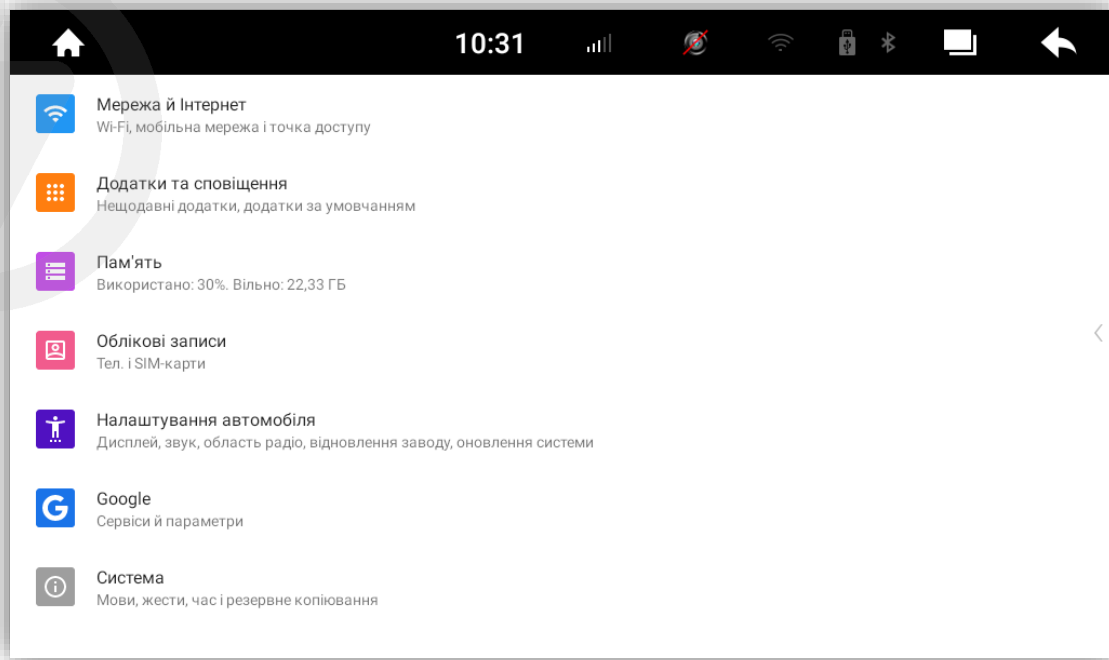 10:31
Мережа й Інтернет
Wi-Fi, мобільна мережа і точка доступу
Додатки та сповіщення
Нещодавні додатки, додатки за умовчанням
Пам'ять
Використано: 30%. Вільно: 22,33 ГБ
Облікові записи
Тел. і SIM-карти
Налаштування автомобіля
Дисплей, звук, область радіо, відновлення заводу, оновлення системи
Google
Сервіси й параметри
Система
Мови, жести, час і резервне копіювання